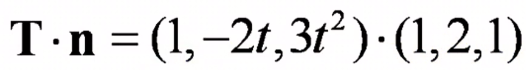 T · n = (1, −2t, 3t²) · (1, 2, 1)